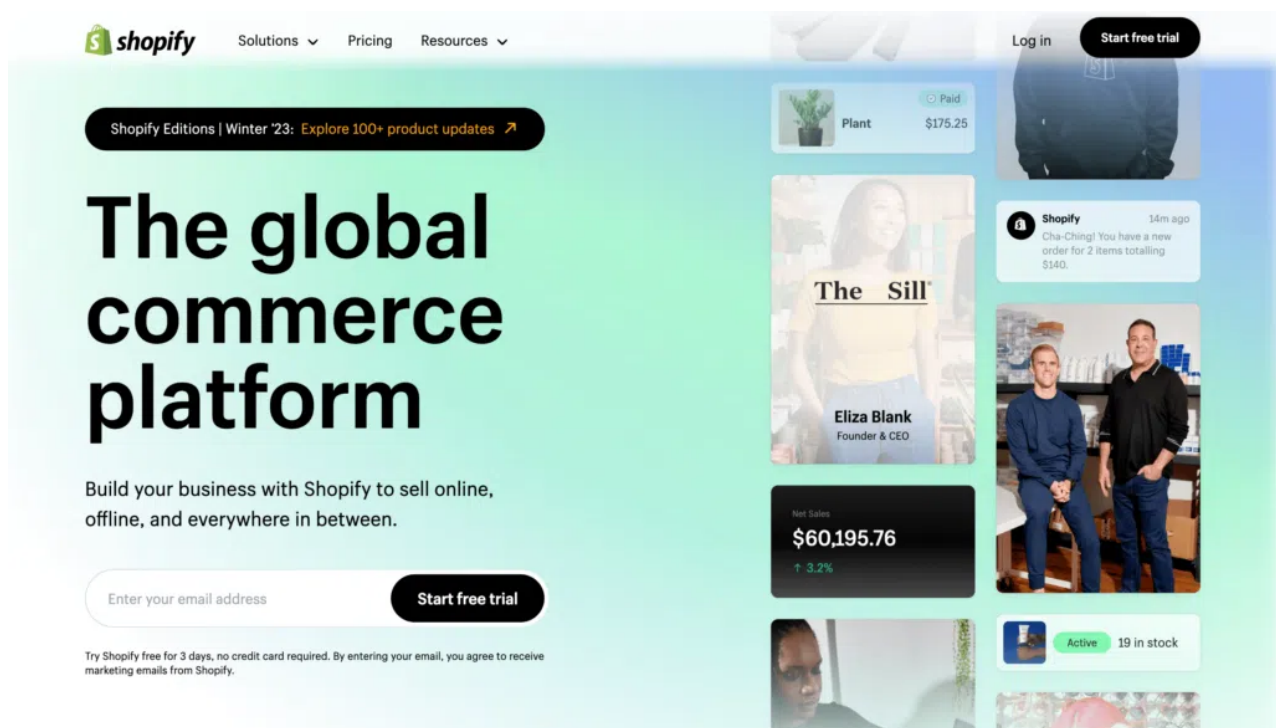 shopify
Solutions
Pricing
Resources
Log in
Start free trial
Shopify Editions | Winter '23: Explore 100+ product updates
The global
commerce
platform
Build your business with Shopify to sell online,
offline, and everywhere in between.
Enter your email address
Start free trial
Try Shopify free for 3 days, no credit card required. By entering your email, you agree to receive
marketing emails from Shopify.
Paid
Plant
$175.25
The Sill
Eliza Blank
Founder & CEO
Net Sales
$60,195.76
↑ 3.2%
Shopify
14m ago
Cha-Ching! You have a new
order for 2 items totalling
$140.
Active
19 in stock